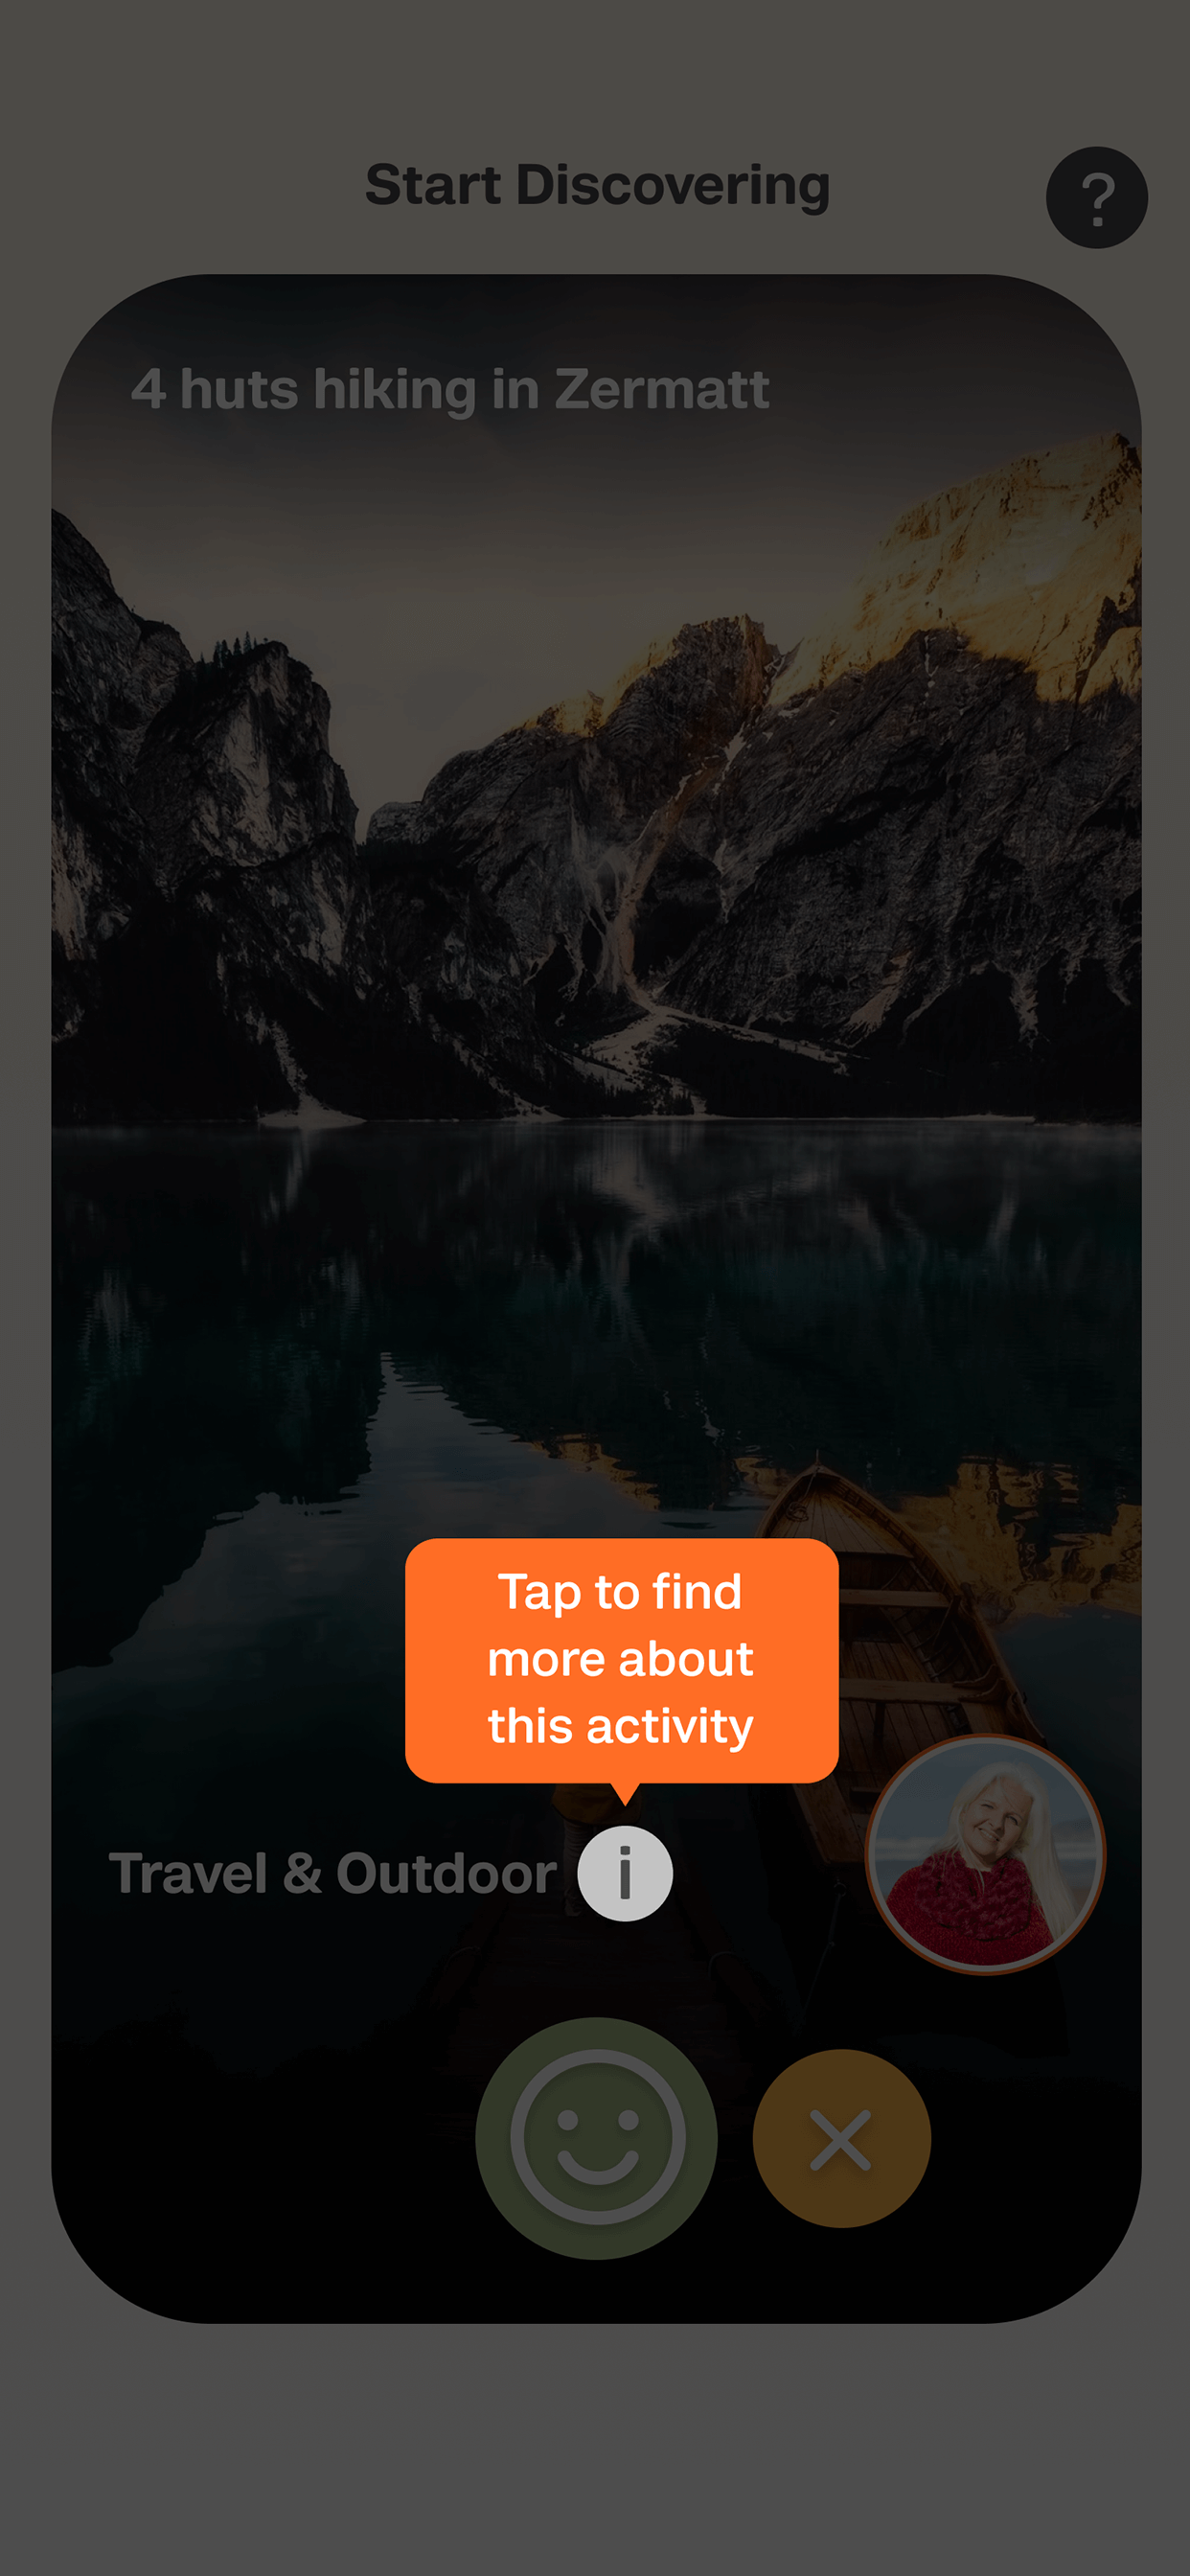 Start Discovering
?
4 huts hiking in Zermatt
Tap to find
more about
this activity
Travel & Outdoor i